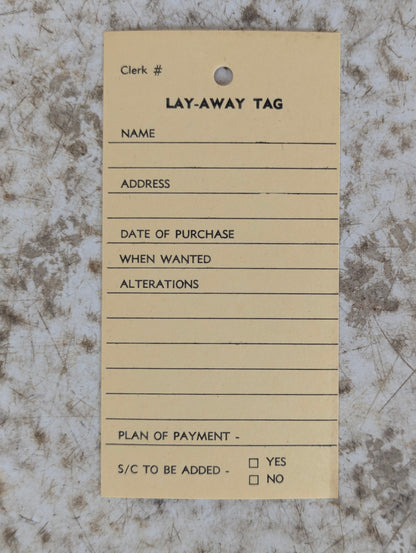 Clerk #
LAY-AWAY TAG
NAME
ADDRESS
DATE OF PURCHASE
WHEN WANTED
ALTERATIONS
PLAN OF PAYMENT -
S/C TO BE ADDED - ☐ YES
☐ NO